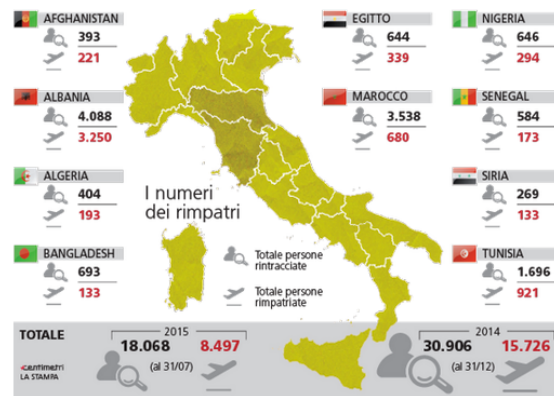 AFGHANISTAN
393
221
ALBANIA
4.088
3.250
ALGERIA
404
193
BANGLADESH
693
133
EGITTO
644
339
MAROCCO
3.538
680
NIGERIA
646
294
SENEGAL
584
173
SIRIA
269
133
TUNISIA
1.696
921
I numeri
dei rimpatri
Totale persone
rintracciate
Totale persone
rimpatriate
TOTALE
2015
18.068 8.497
(al 31/07)
2014
30.906 15.726
(al 31/12)
centimetri
LA STAMPA